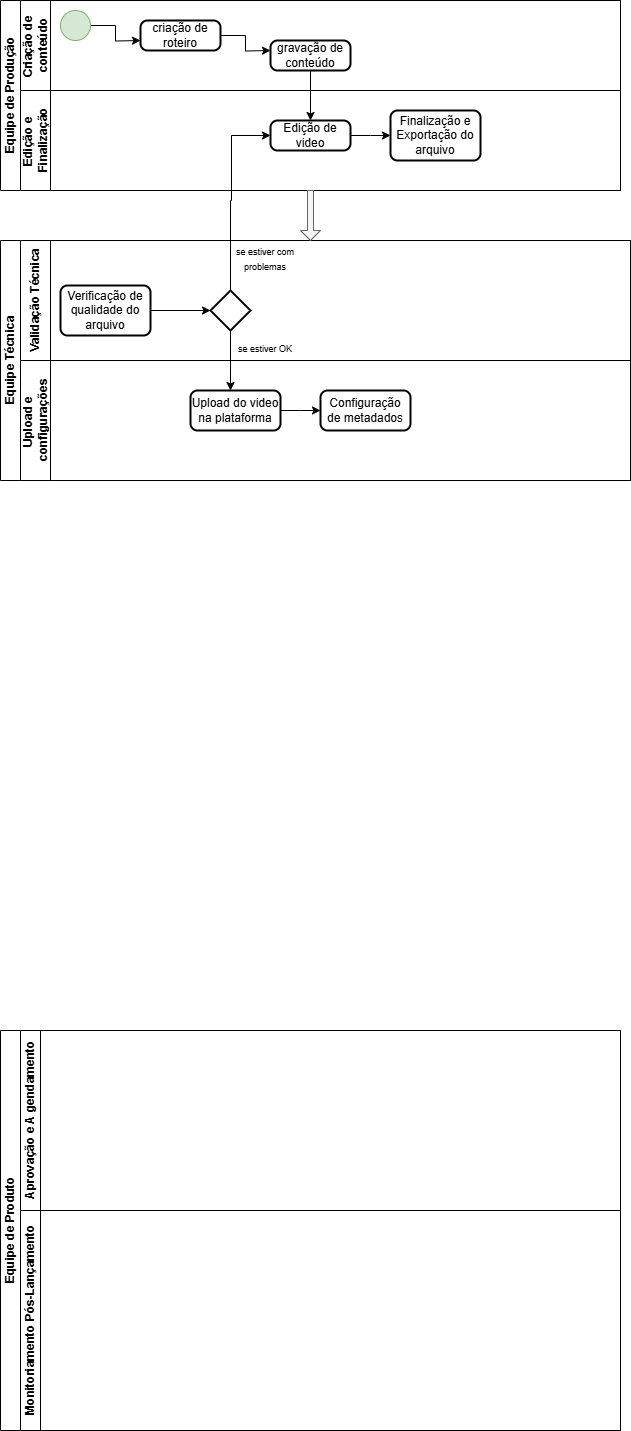 Equipe de Produção
Criação de
conteúdo
criação de
roteiro
gravação de
conteúdo
Edição e
Finalização
Edição de
video
Finalização e
Exportação do
arquivo
Equipe Técnica
Validação Técnica
se estiver com
problemas
Verificação de
qualidade do
arquivo
se estiver OK
Upload e
configurações
Upload do video
na plataforma
Configuração
de metadados
Equipe de Produto
Aprovação e A gendamento
Monitoriamento Pós-Lançamento